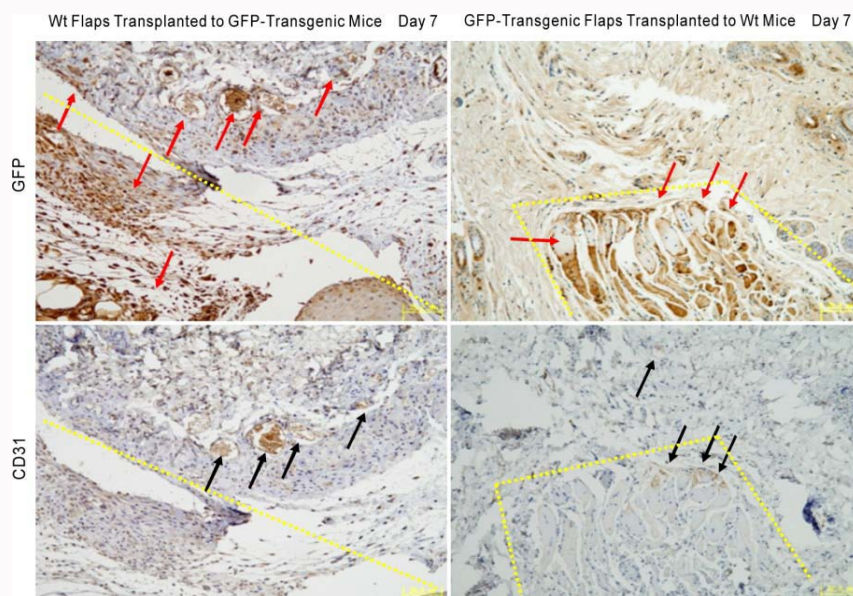 Wt Flaps Transplanted to GFP-Transgenic Mice Day 7
GFP-Transgenic Flaps Transplanted to Wt Mice Day 7
GFP
CD31